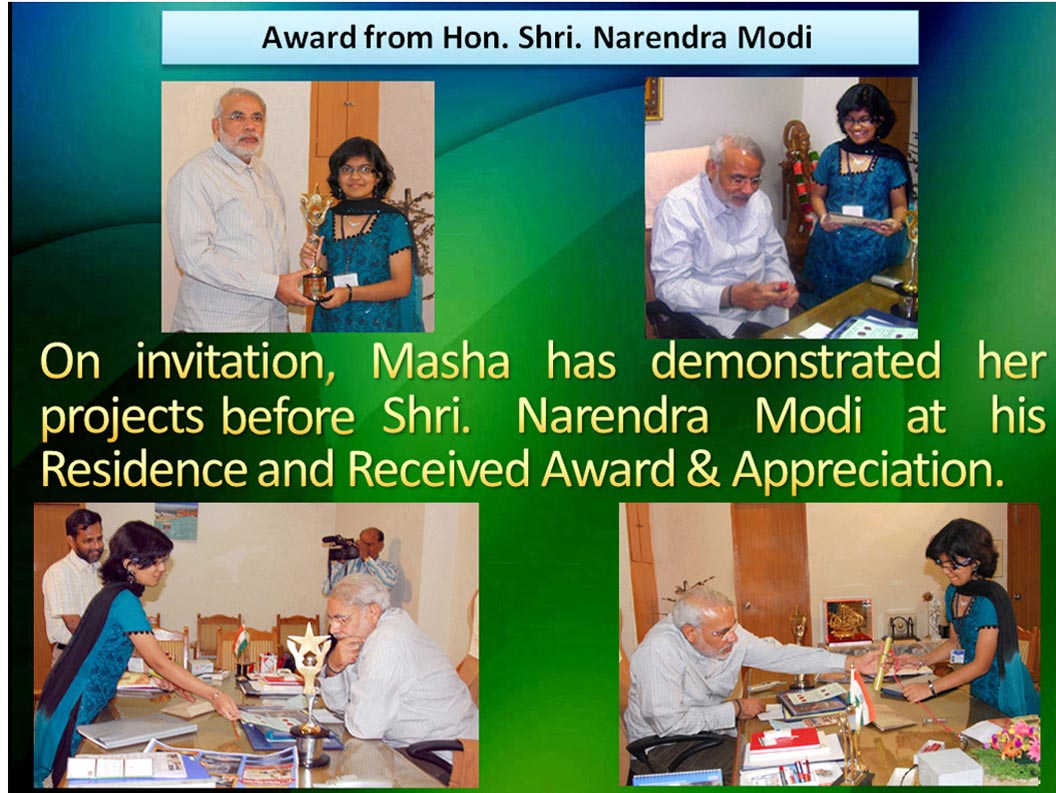 Award from Hon. Shri. Narendra Modi
On invitation, Masha has demonstrated her
projects before Shri. Narendra Modi at his
Residence and Received Award & Appreciation.